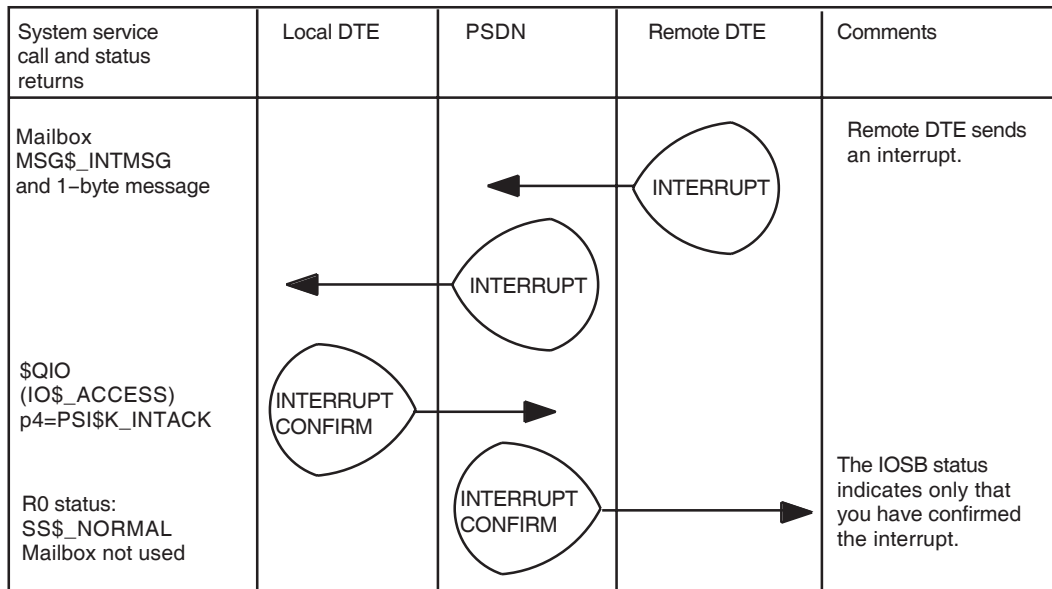 System service
call and status
returns
Local DTE
PSDN
Remote DTE
Comments
Mailbox
MSG$_INTMSG
and 1–byte message
INTERRUPT
Remote DTE sends
an interrupt.
INTERRUPT
$QIO
(IO$_ACCESS)
p4=PSI$K_INTACK
INTERRUPT
CONFIRM
R0 status:
SS$_NORMAL
Mailbox not used
INTERRUPT
CONFIRM
The IOSB status
indicates only that
you have confirmed
the interrupt.